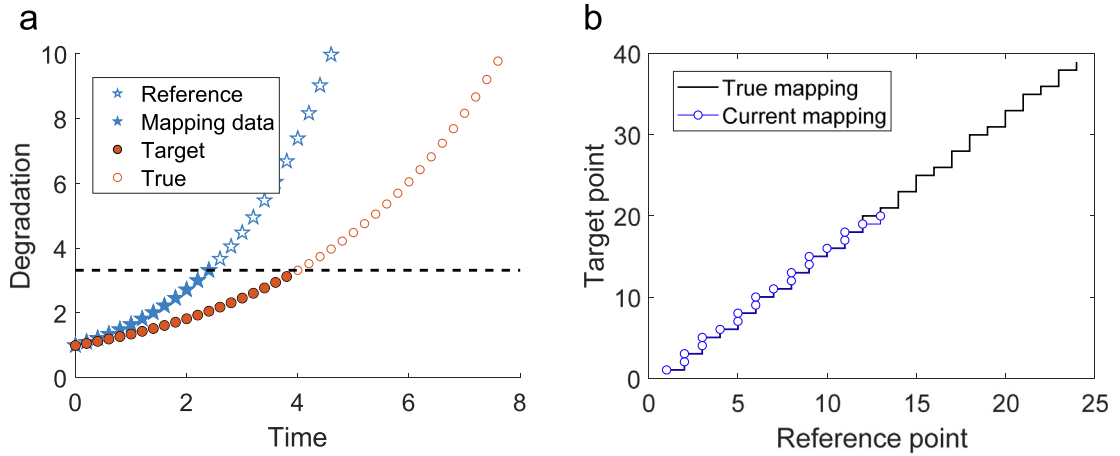 a
10
8
6
4
2
0
Degradation
Reference
Mapping data
Target
True
0 2 4 6 8
Time
b
40
30
20
10
0
Target point
True mapping
Current mapping
0 5 10 15 20 25
Reference point